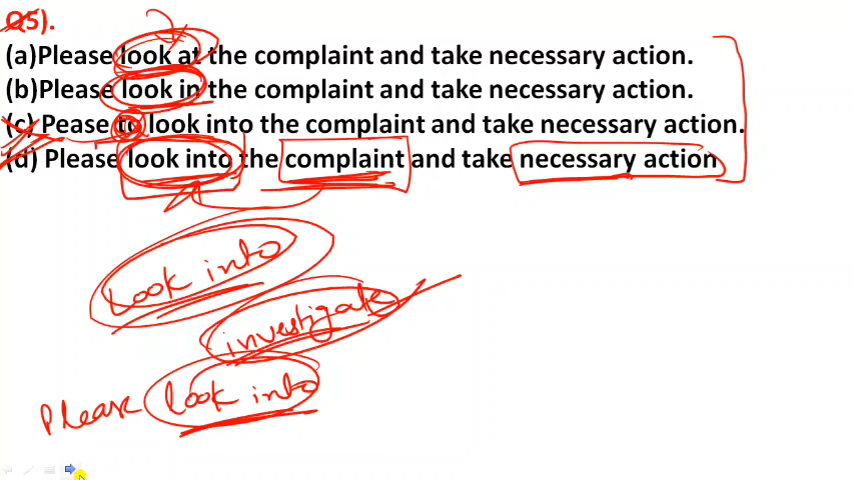 Q5).
(a)Please look at the complaint and take necessary action.
(b)Please look in the complaint and take necessary action.
(c) Pease to look into the complaint and take necessary action.
(d) Please look into the complaint and take necessary action
look into
investigate
Please look into